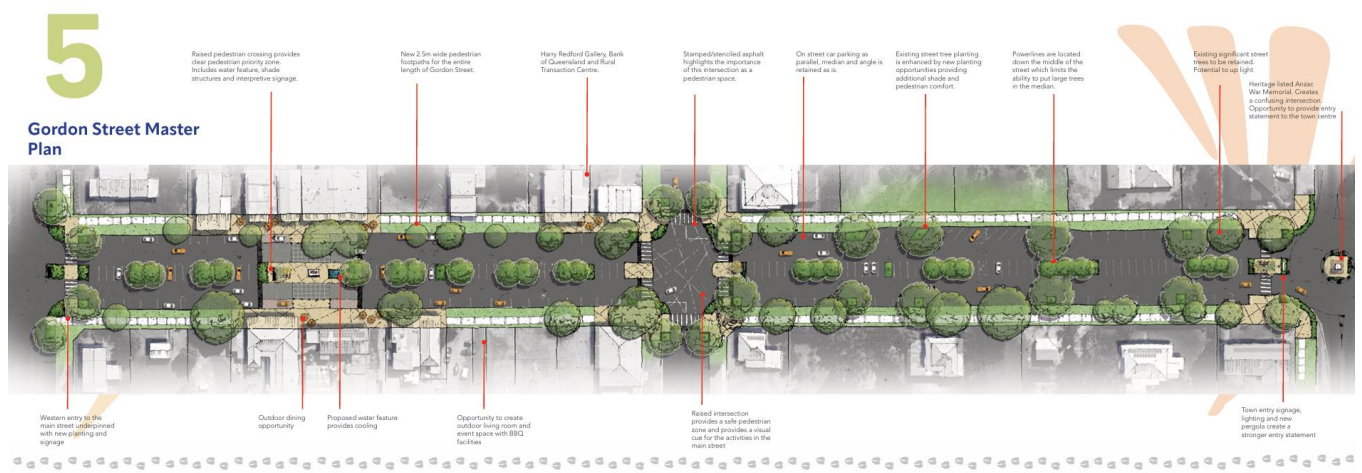 5
Gordon Street Master
Plan
Raised pedestrian crossing provides
clear pedestrian priority zone.
Includes water feature, shade
structures and interpretive signage.
New 2.5m wide pedestrian
footpaths for the entire
length of Gordon Street.
Harry Redford Gallery, Bank
of Queensland and Rural
Transaction Centre.
Stamped/stenciled asphalt
highlights the importance
of this intersection as a
pedestrian space.
On street car parking as
parallel, median and angle is
retained as is.
Existing street tree planting
is enhanced by new planting
opportunities providing
additional shade and
pedestrian comfort.
Powerlines are located
down the middle of the
street which limits the
ability to put large trees
in the median.
Existing significant street
trees to be retained.
Potential to up light
Heritage listed Anzac
War Memorial. Creates
a confusing intersection.
Opportunity to provide entry
statement to the town centre
Western entry to the
main street underpinned
with new planting and
signage
Outdoor dining
opportunity
Proposed water feature
provides cooling
Opportunity to create
outdoor living room and
event space with BBQ
facilities
Raised intersection
provides a safe pedestrian
zone and provides a visual
cue for the activities in the
main street
Town entry signage,
lighting and new
pergola create a
stronger entry statement